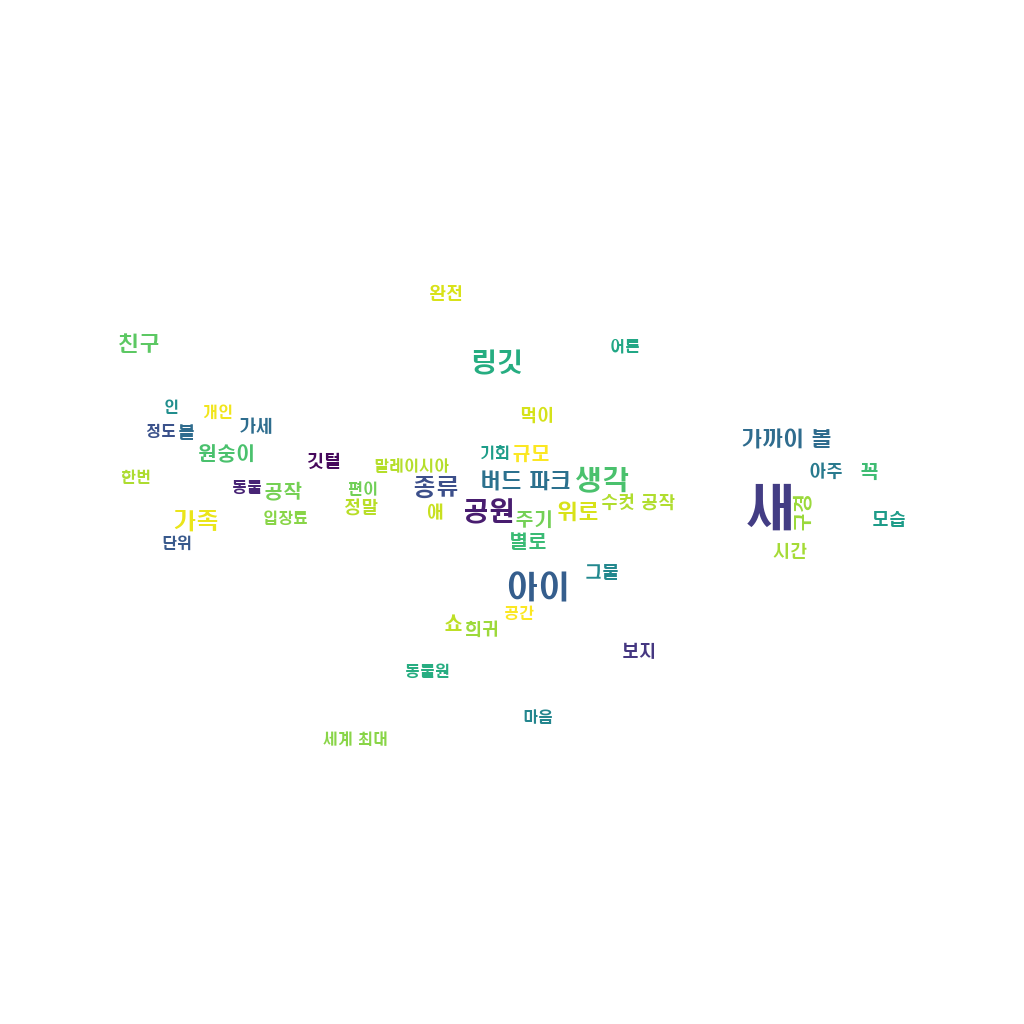 완전
친구
어른
링깃
인
개인
먹이
정도
볼
가세
가까이 볼
원숭이
기회
규모
깃털
말레이시아
아주
꼭
한번
버드 파크
생각
동물
공작
편이
종류
수컷 공작
새
구경
정말
애
공원
위로
가족
입장료
주기
모습
단위
별로
시간
그물
아이
공간
쇼
희귀
보지
동물원
마음
세계 최대